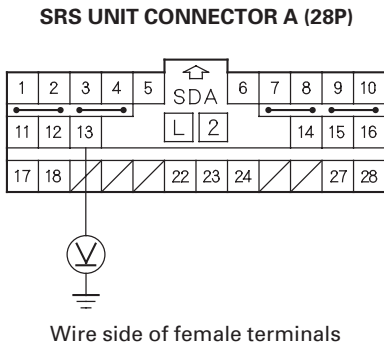 SRS UNIT CONNECTOR A (28P)
1 2 3 4 5 SDA 6 7 8 9 10
11 12 13 L 2 14 15 16
17 18 22 23 24 27 28
V
Wire side of female terminals